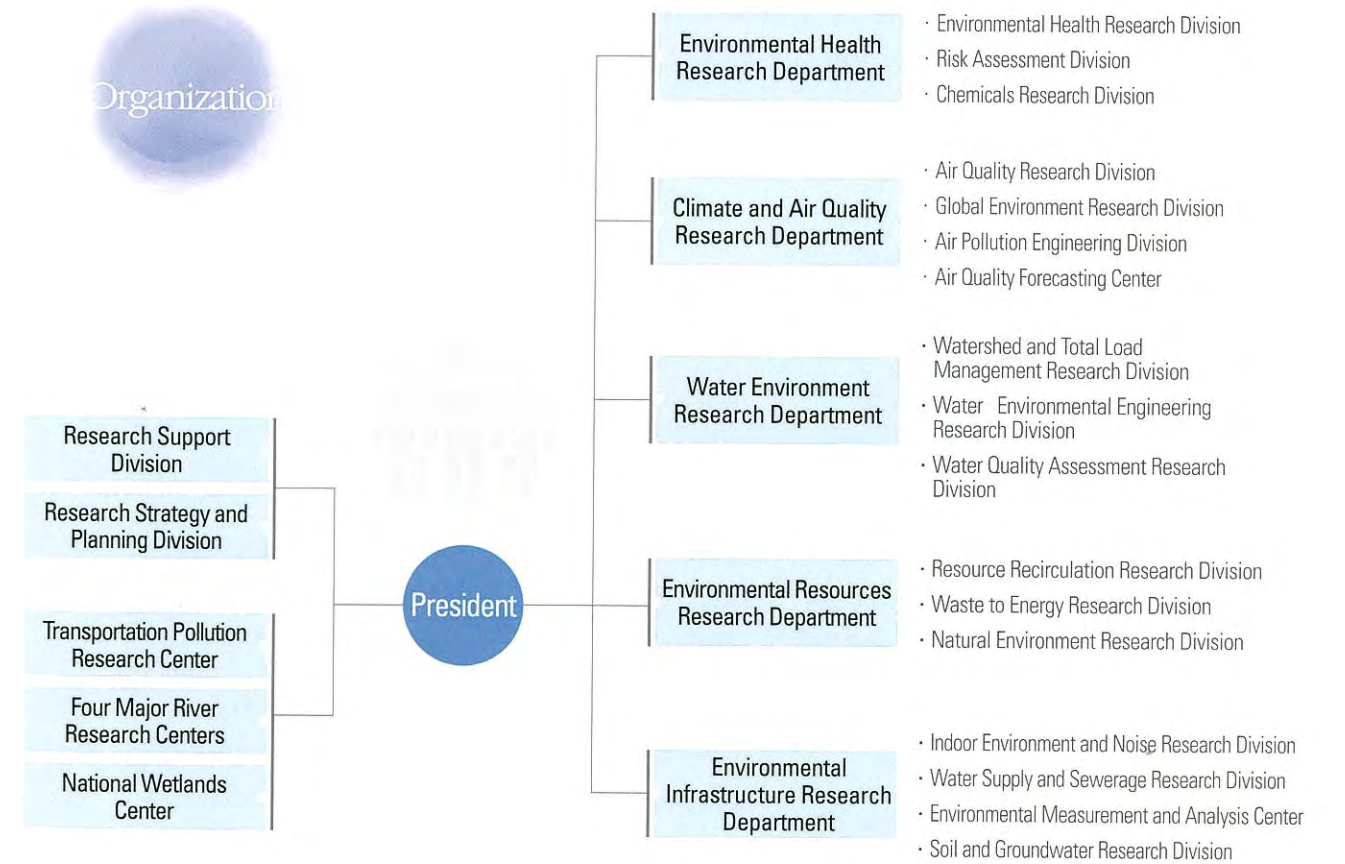 Organization
Environmental Health
Research Department
· Environmental Health Research Division
· Risk Assessment Division
· Chemicals Research Division
Climate and Air Quality
Research Department
· Air Quality Research Division
· Global Environment Research Division
· Air Pollution Engineering Division
· Air Quality Forecasting Center
Water Environment
Research Department
· Watershed and Total Load
Management Research Division
· Water Environmental Engineering
Research Division
· Water Quality Assessment Research
Division
Research Support
Division
Research Strategy and
Planning Division
President
Transportation Pollution
Research Center
Four Major River
Research Centers
National Wetlands
Center
Environmental Resources
Research Department
· Resource Recirculation Research Division
· Waste to Energy Research Division
· Natural Environment Research Division
Environmental
Infrastructure Research
Department
· Indoor Environment and Noise Research Division
· Water Supply and Sewerage Research Division
· Environmental Measurement and Analysis Center
· Soil and Groundwater Research Division